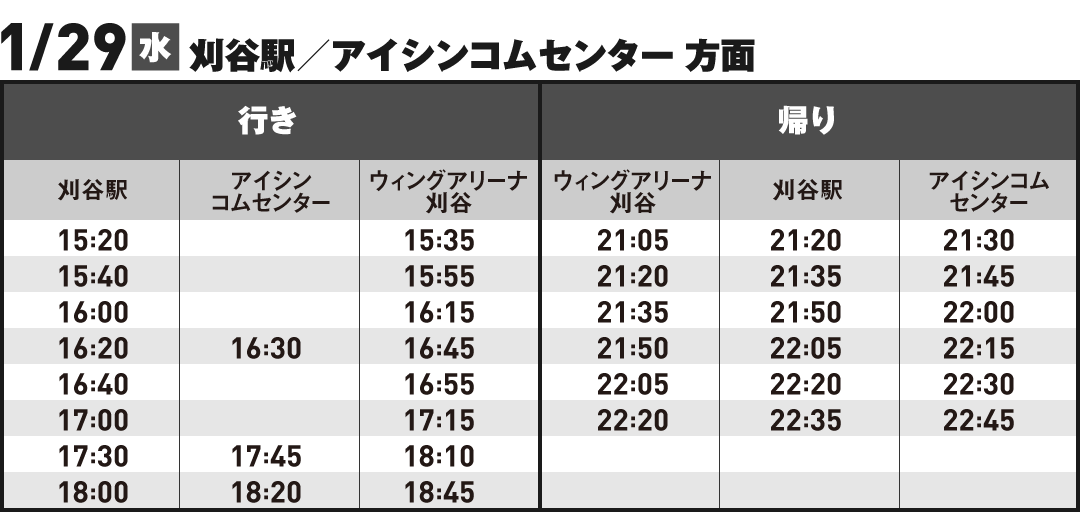 1/29 水 刈谷駅／アイシンコムセンター 方面
行き 帰り
刈谷駅 アイシンコムセンター ウィングアリーナ刈谷 ウィングアリーナ刈谷 刈谷駅 アイシンコムセンター
15:20 15:35 21:05 21:20 21:30
15:40 15:55 21:20 21:35 21:45
16:00 16:15 21:35 21:50 22:00
16:20 16:30 16:45 21:50 22:05 22:15
16:40 16:55 22:05 22:20 22:30
17:00 17:15 22:20 22:35 22:45
17:30 17:45 18:10
18:00 18:20 18:45